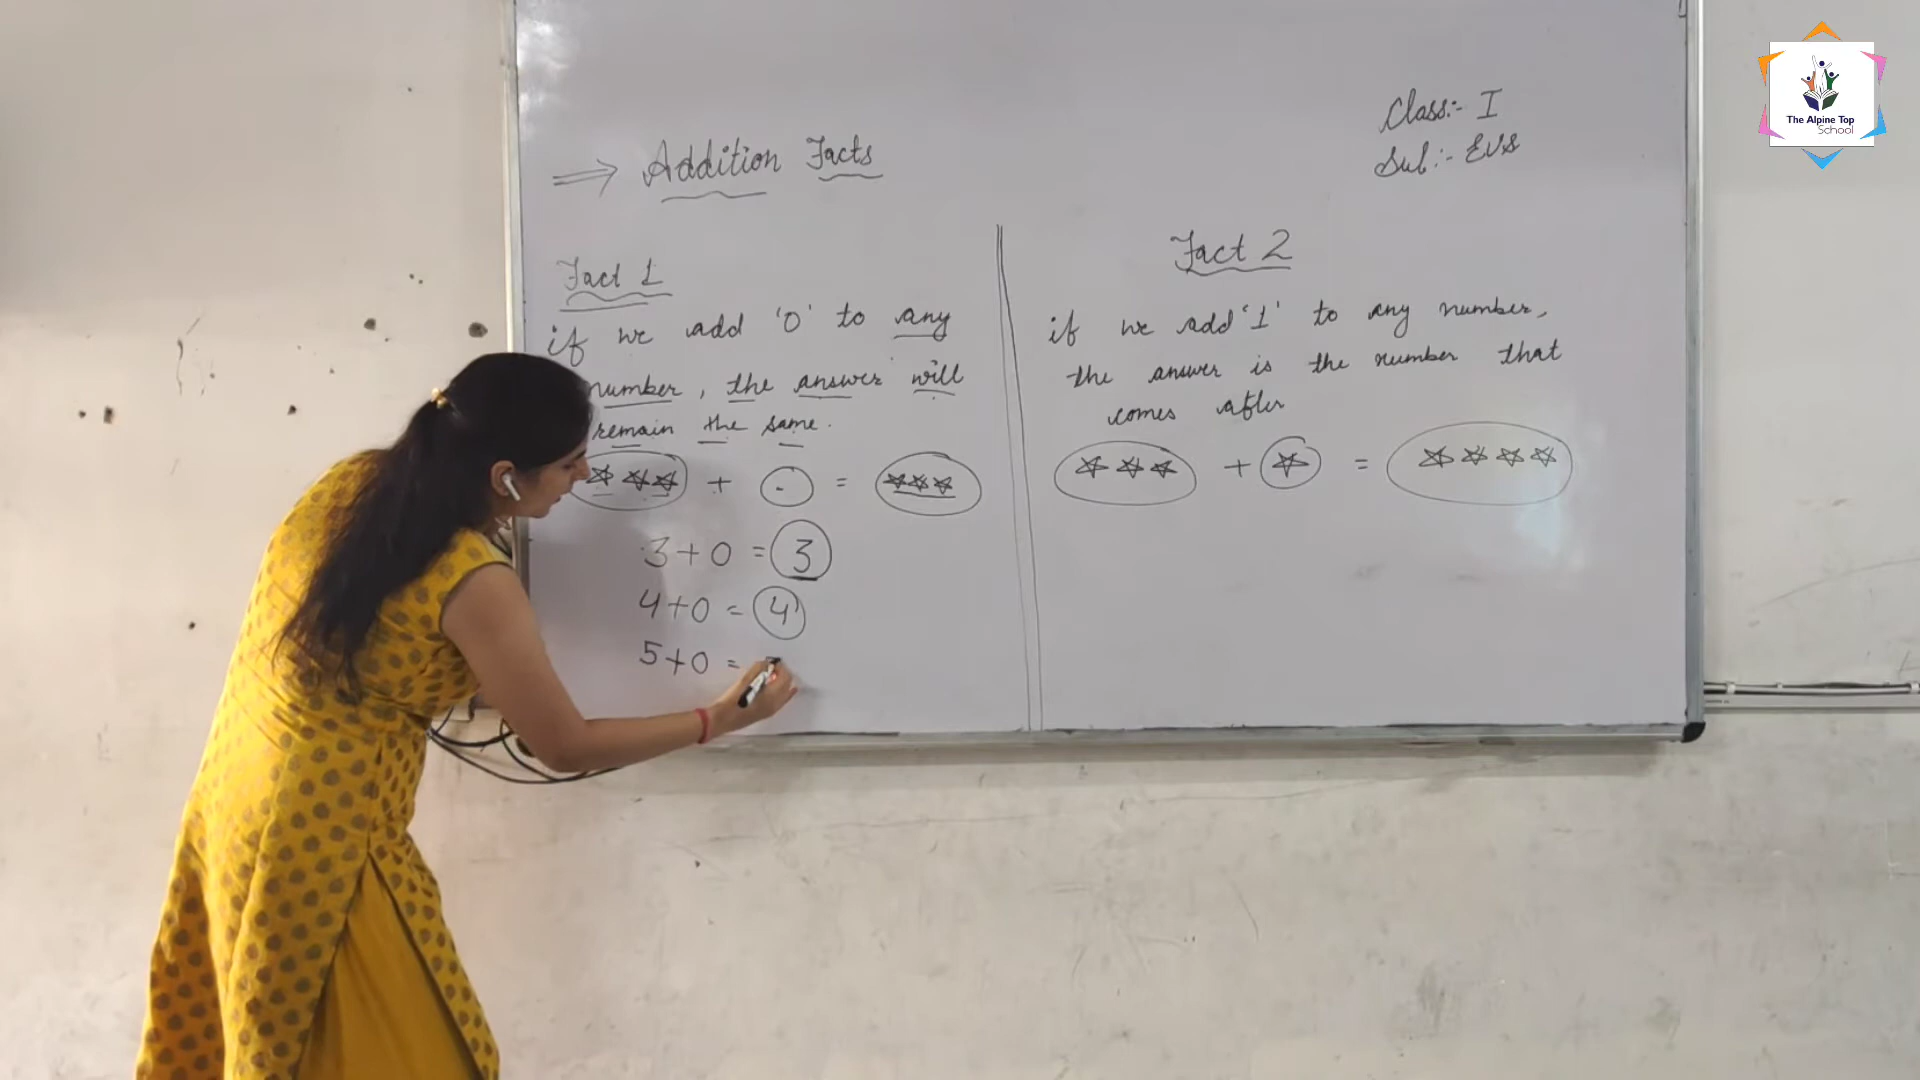 The Alpine Top
School
Class:- I
Sub:- EVS
⇒ Addition Facts
Fact 1
if we add '0' to any
number, the answer will
remain the same.
+ =
3+0 = 3
4+0 = 4
5+0 =
Fact 2
if we add '1' to any number,
the answer is the number that
comes after
+ =